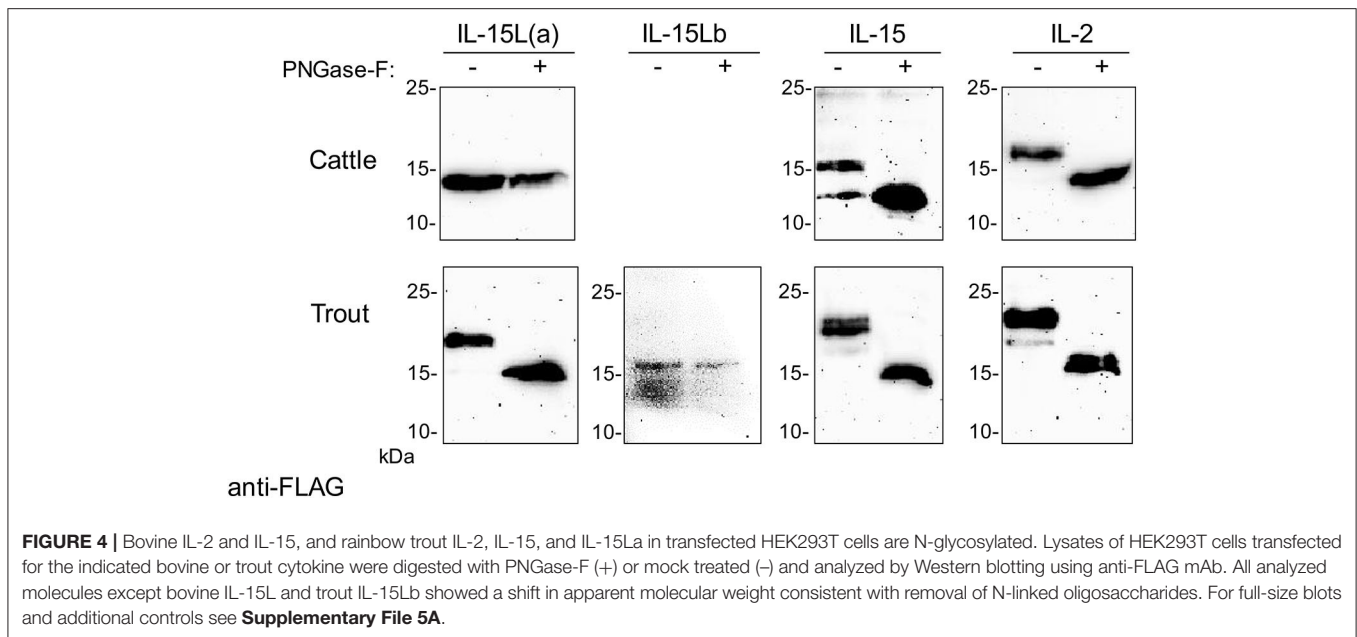 IL-15L(a) IL-15Lb IL-15 IL-2
PNGase-F: - + - + - + - +
Cattle
25- 25- 25-
15- 15- 15-
10- 10- 10-
Trout
25- 25- 25- 25-
15- 15- 15- 15-
10- 10- 10- 10-
kDa
anti-FLAG
FIGURE 4 | Bovine IL-2 and IL-15, and rainbow trout IL-2, IL-15, and IL-15La in transfected HEK293T cells are N-glycosylated. Lysates of HEK293T cells transfected
for the indicated bovine or trout cytokine were digested with PNGase-F (+) or mock treated (–) and analyzed by Western blotting using anti-FLAG mAb. All analyzed
molecules except bovine IL-15L and trout IL-15Lb showed a shift in apparent molecular weight consistent with removal of N-linked oligosaccharides. For full-size blots
and additional controls see Supplementary File 5A.